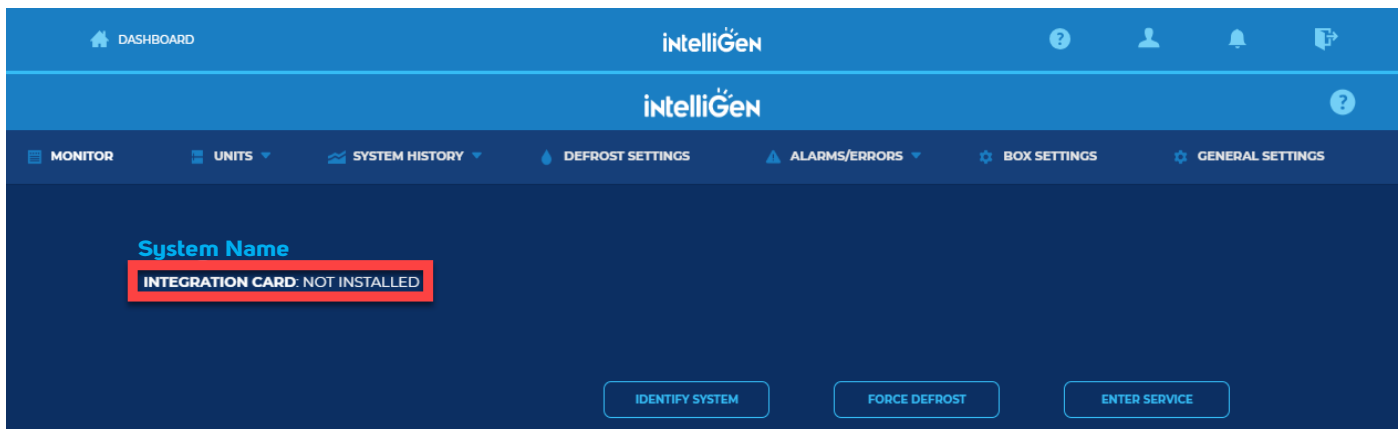 DASHBOARD
intelliGen
?
intelliGen
?
MONITOR
UNITS
SYSTEM HISTORY
DEFROST SETTINGS
ALARMS/ERRORS
BOX SETTINGS
GENERAL SETTINGS
System Name
INTEGRATION CARD: NOT INSTALLED
IDENTIFY SYSTEM
FORCE DEFROST
ENTER SERVICE